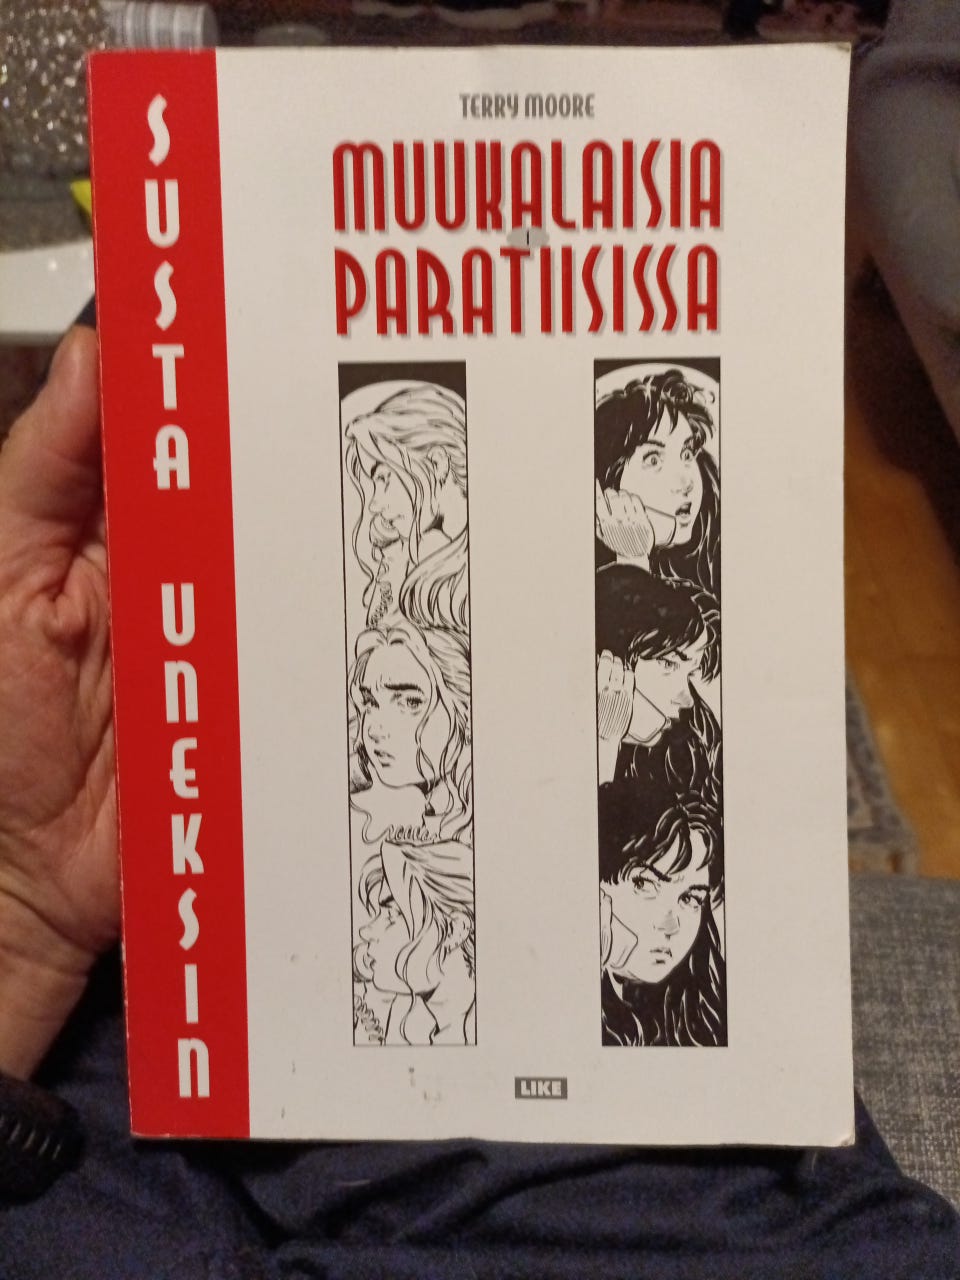 SUSTA UNEKSIN
TERRY MOORE
MUUKALAISIA
PARATIISISSA
LIKE